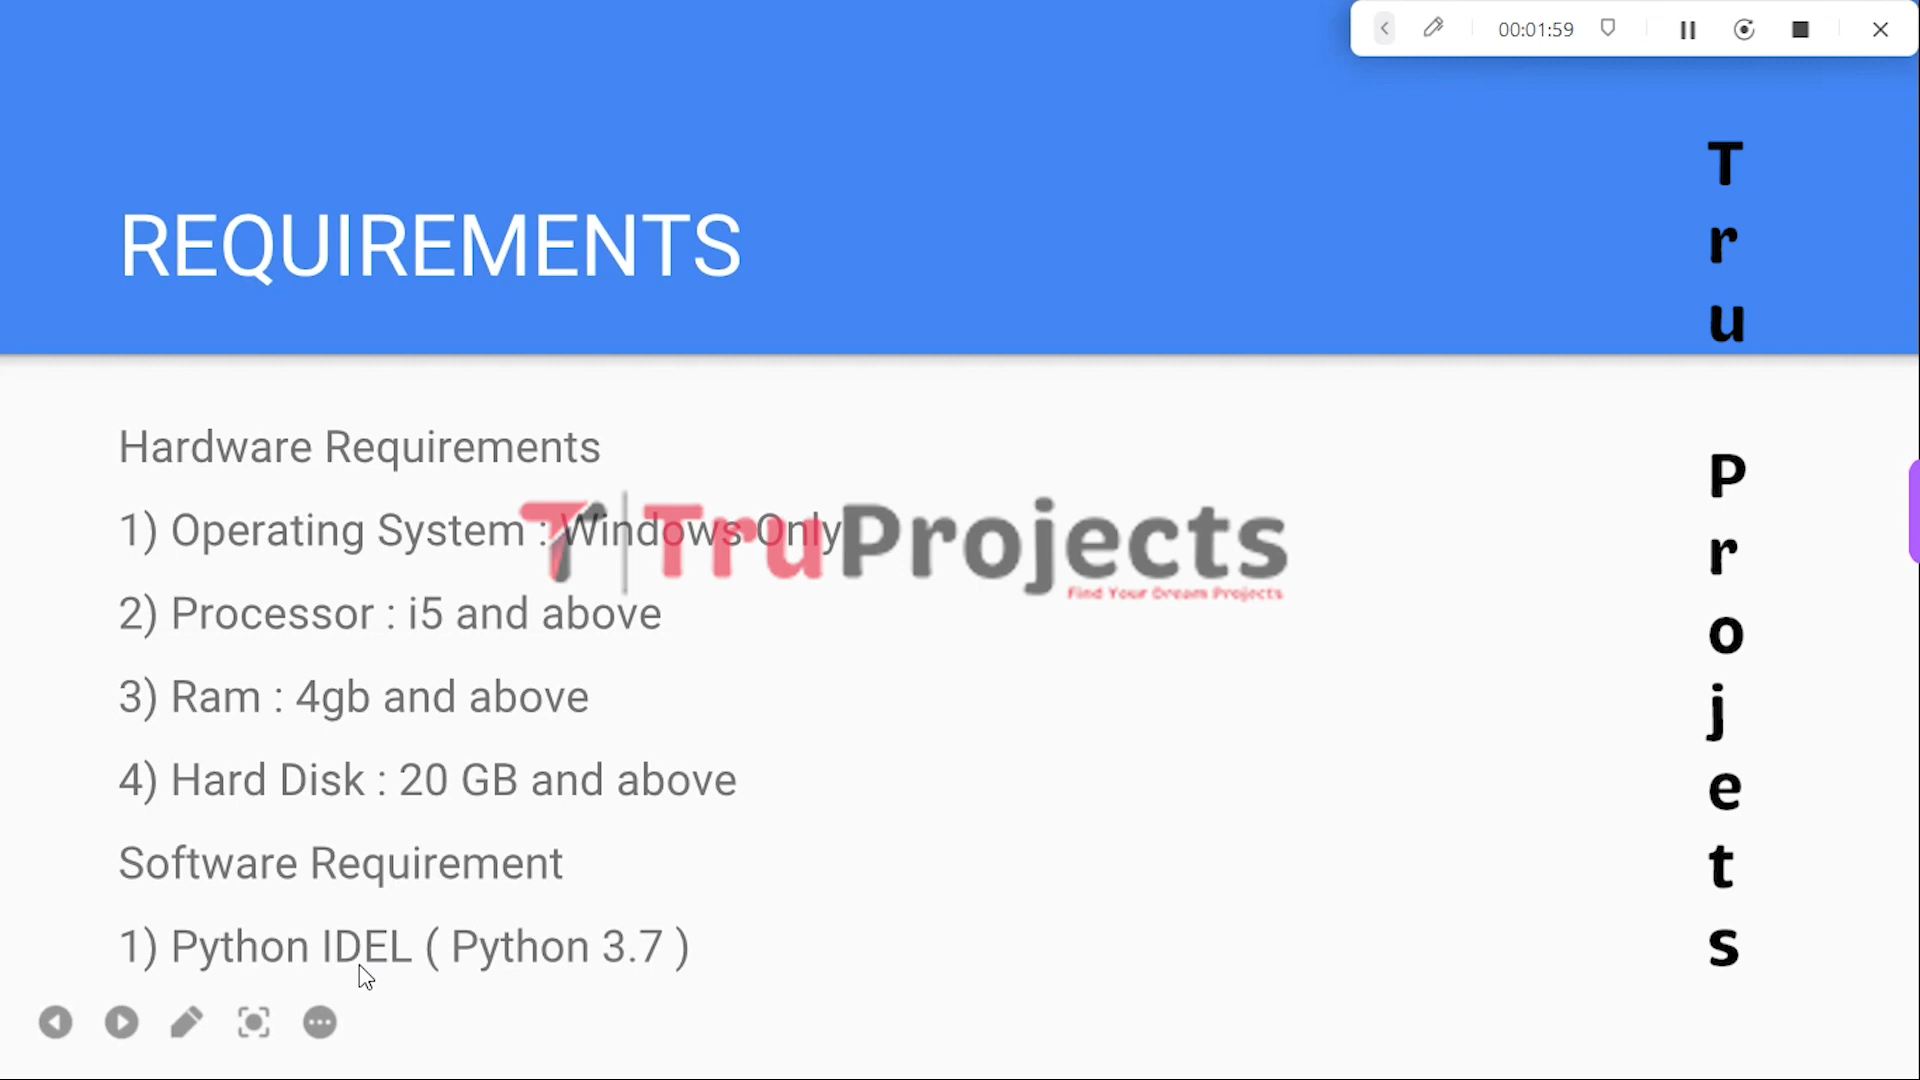 00:01:59
REQUIREMENTS
Hardware Requirements
1) Operating System : Windows Only
2) Processor : i5 and above
3) Ram : 4gb and above
4) Hard Disk : 20 GB and above
Software Requirement
1) Python IDEL ( Python 3.7 )
TruProjects
Find Your Dream Projects
T
r
u
P
r
o
j
e
t
s